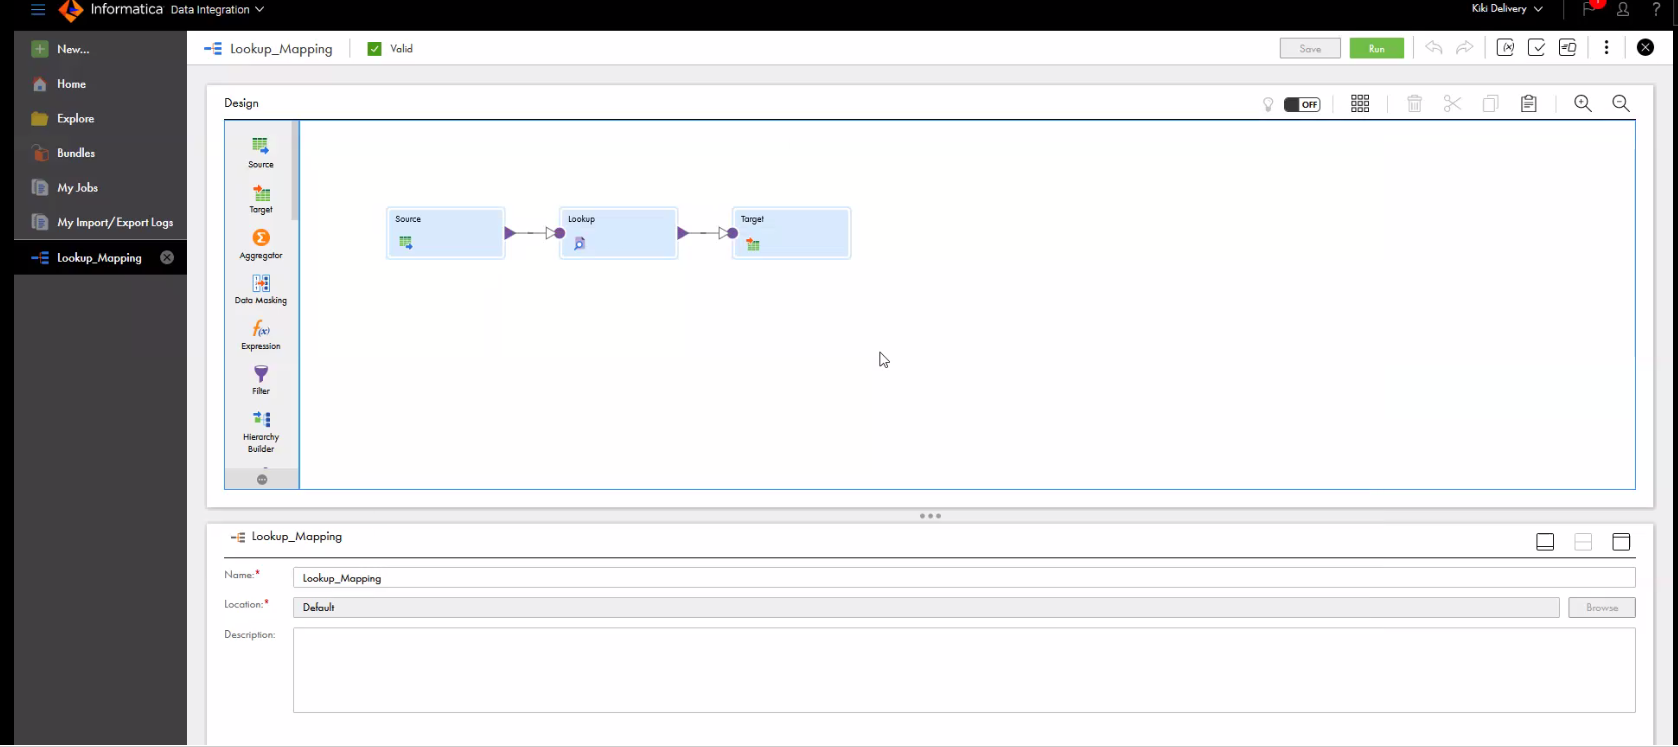 Informatica Data Integration
Kiki Delivery
?
New...
Home
Explore
Bundles
My Jobs
My Import/Export Logs
Lookup_Mapping
Lookup_Mapping
Valid
Save
Run
Design
OFF
Source
Target
Aggregator
Data Masking
f(x)
Expression
Filter
Hierarchy
Builder
Source
Lookup
Target
Lookup_Mapping
Name:*
Lookup_Mapping
Location:*
Default
Browse
Description: